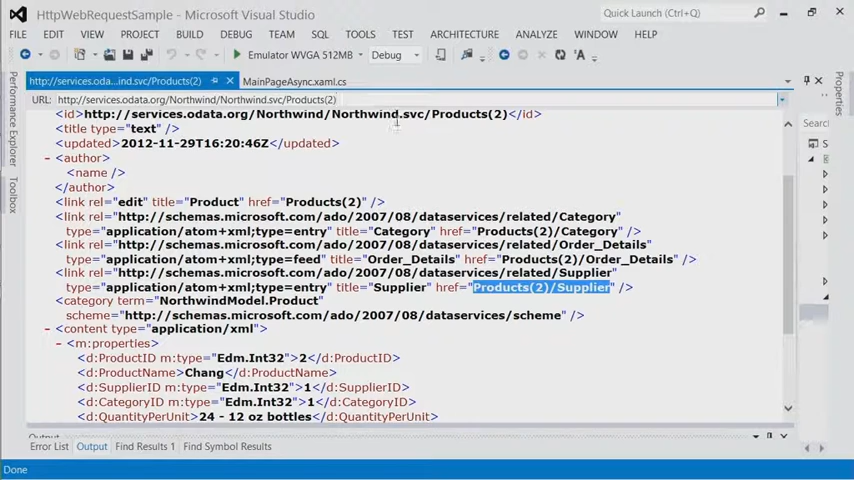 HttpWebRequestSample - Microsoft Visual Studio
Quick Launch (Ctrl+Q)
FILE EDIT VIEW PROJECT BUILD DEBUG TEAM SQL TOOLS TEST ARCHITECTURE ANALYZE WINDOW HELP
Emulator WVGA 512MB Debug
http://services.oda...ind.svc/Products(2) MainPageAsync.xaml.cs
URL: http://services.odata.org/Northwind/Northwind.svc/Products(2)
<id>http://services.odata.org/Northwind/Northwind.svc/Products(2)</id>
<title type="text" />
<updated>2012-11-29T16:20:46Z</updated>
- <author>
<name />
</author>
<link rel="edit" title="Product" href="Products(2)" />
<link rel="http://schemas.microsoft.com/ado/2007/08/dataservices/related/Category"
type="application/atom+xml;type=entry" title="Category" href="Products(2)/Category" />
<link rel="http://schemas.microsoft.com/ado/2007/08/dataservices/related/Order_Details"
type="application/atom+xml;type=feed" title="Order_Details" href="Products(2)/Order_Details" />
<link rel="http://schemas.microsoft.com/ado/2007/08/dataservices/related/Supplier"
type="application/atom+xml;type=entry" title="Supplier" href="Products(2)/Supplier" />
<category term="NorthwindModel.Product"
scheme="http://schemas.microsoft.com/ado/2007/08/dataservices/scheme" />
- <content type="application/xml">
- <m:properties>
<d:ProductID m:type="Edm.Int32">2</d:ProductID>
<d:ProductName>Chang</d:ProductName>
<d:SupplierID m:type="Edm.Int32">1</d:SupplierID>
<d:CategoryID m:type="Edm.Int32">1</d:CategoryID>
<d:QuantityPerUnit>24 - 12 oz bottles</d:QuantityPerUnit>
Output
Error List Output Find Results 1 Find Symbol Results
Done
Performance Explorer
Toolbox
Properties
Search